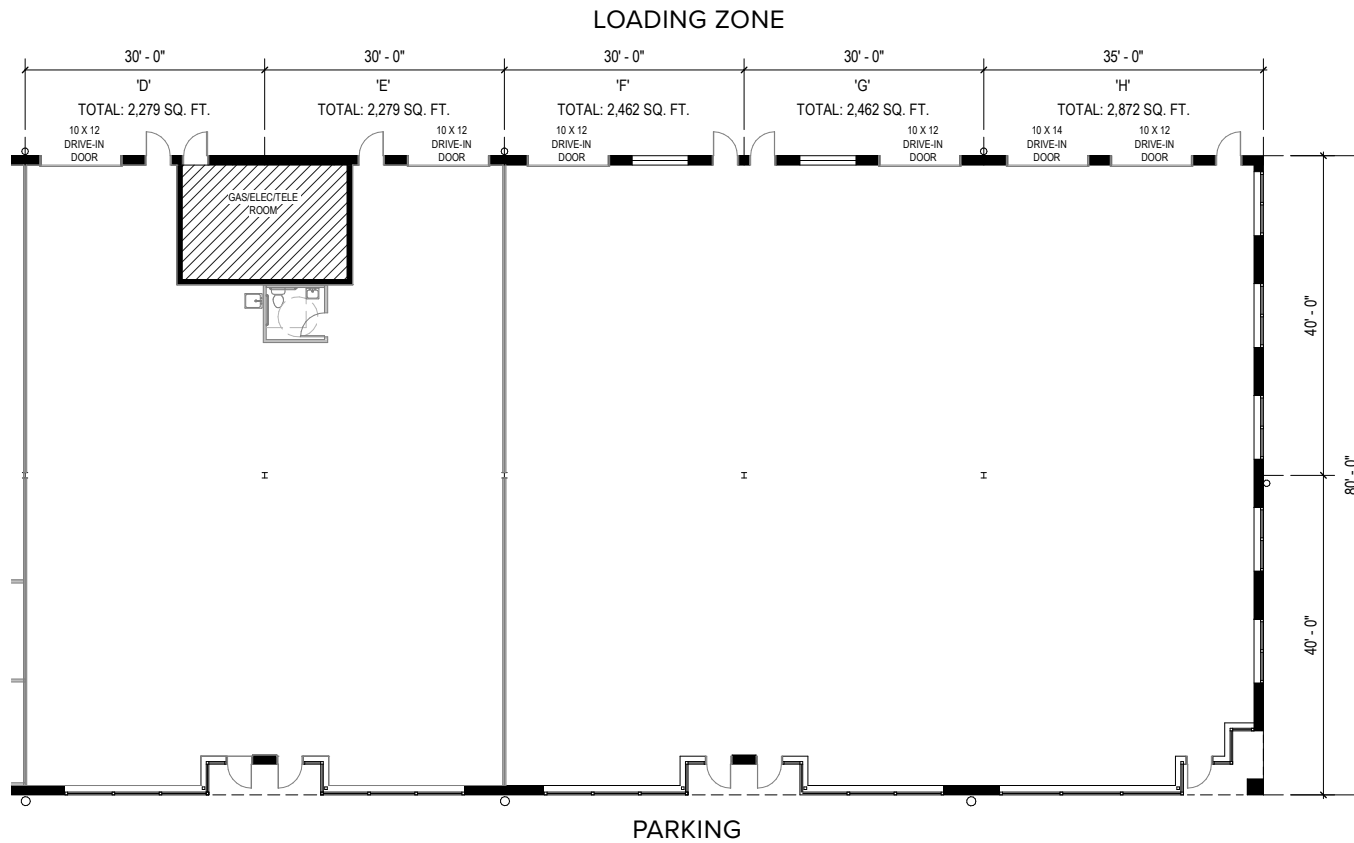 LOADING ZONE
30' - 0" 30' - 0" 30' - 0" 30' - 0" 35' - 0"
'D' 'E' 'F' 'G' 'H'
TOTAL: 2,279 SQ. FT. TOTAL: 2,279 SQ. FT. TOTAL: 2,462 SQ. FT. TOTAL: 2,462 SQ. FT. TOTAL: 2,872 SQ. FT.
10 X 12 10 X 12 10 X 12 10 X 12 10 X 14 10 X 12
DRIVE-IN DRIVE-IN DRIVE-IN DRIVE-IN DRIVE-IN DRIVE-IN
DOOR DOOR DOOR DOOR DOOR DOOR
GAS/ELEC/TELE
ROOM
40' - 0"
80' - 0"
40' - 0"
PARKING